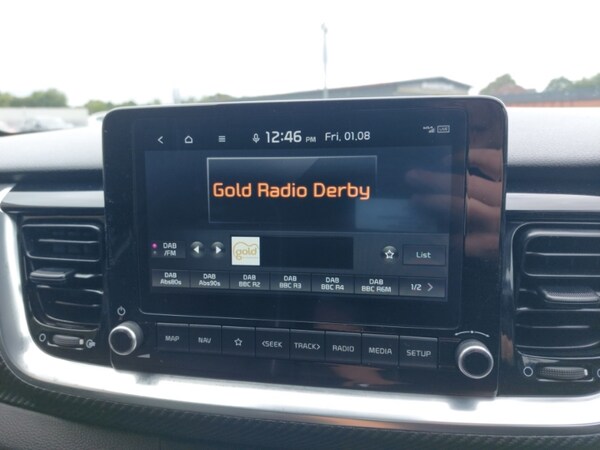 12:46 PM Fri, 01.08
Gold Radio Derby
DAB
/FM
gold
List
DAB
Abs80s
DAB
Abs90s
DAB
BBC R2
DAB
BBC R3
DAB
BBC R4
DAB
BBC R6M
1/2 >
MAP NAV <SEEK TRACK> RADIO MEDIA SETUP